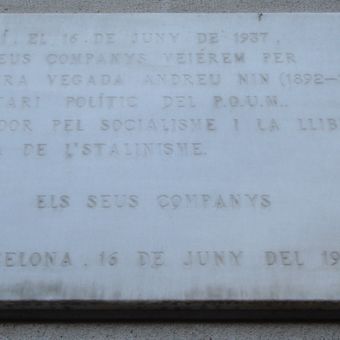 Í, EL 16 DE JUNY DE 1937,
SEUS COMPANYS VEIÉREM PER
RA VEGADA ANDREU NIN (1892-
TARI POLÍTIC DEL P.O.U.M..
DOR PEL SOCIALISME I LA LLIB
DE L'STALINISME.
ELS SEUS COMPANYS
CELONA, 16 DE JUNY DEL 19